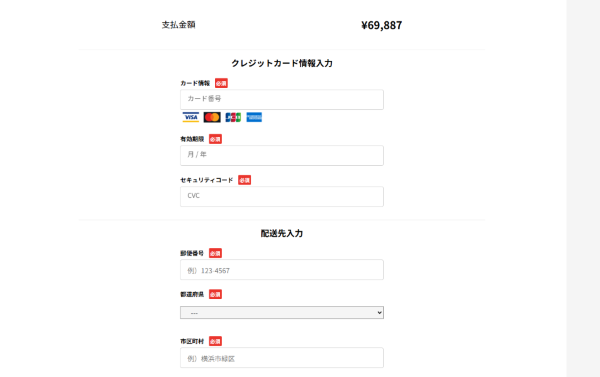 支払金額 ¥69,887
クレジットカード情報入力
カード情報 必須
カード番号
VISA JCB
有効期限 必須
月 / 年
セキュリティコード 必須
CVC
配送先入力
郵便番号 必須
例）123-4567
都道府県 必須
---
市区町村 必須
例）横浜市緑区